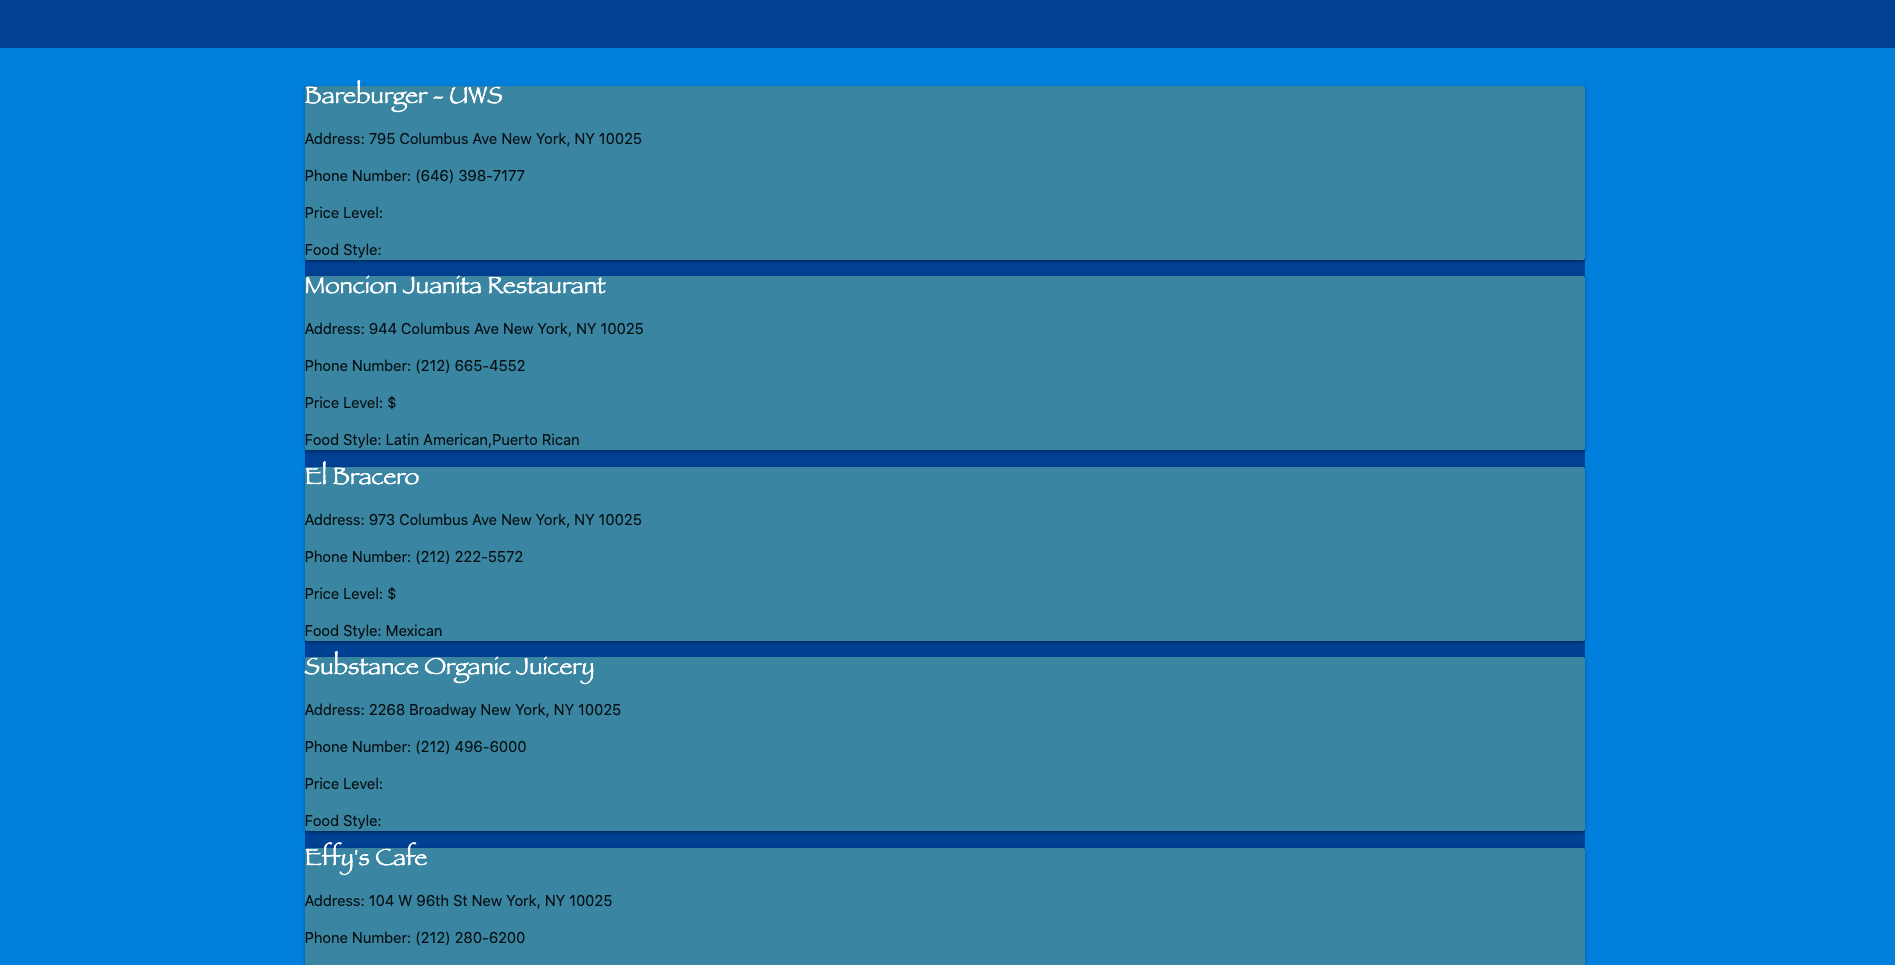 Bareburger - UWS
Address: 795 Columbus Ave New York, NY 10025
Phone Number: (646) 398-7177
Price Level:
Food Style:
Moncion Juanita Restaurant
Address: 944 Columbus Ave New York, NY 10025
Phone Number: (212) 665-4552
Price Level: $
Food Style: Latin American,Puerto Rican
El Bracero
Address: 973 Columbus Ave New York, NY 10025
Phone Number: (212) 222-5572
Price Level: $
Food Style: Mexican
Substance Organic Juicery
Address: 2268 Broadway New York, NY 10025
Phone Number: (212) 496-6000
Price Level:
Food Style:
Effy's Cafe
Address: 104 W 96th St New York, NY 10025
Phone Number: (212) 280-6200